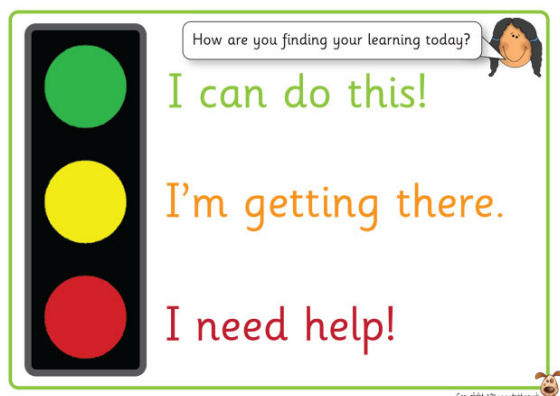 How are you finding your learning today?
I can do this!
I'm getting there.
I need help!